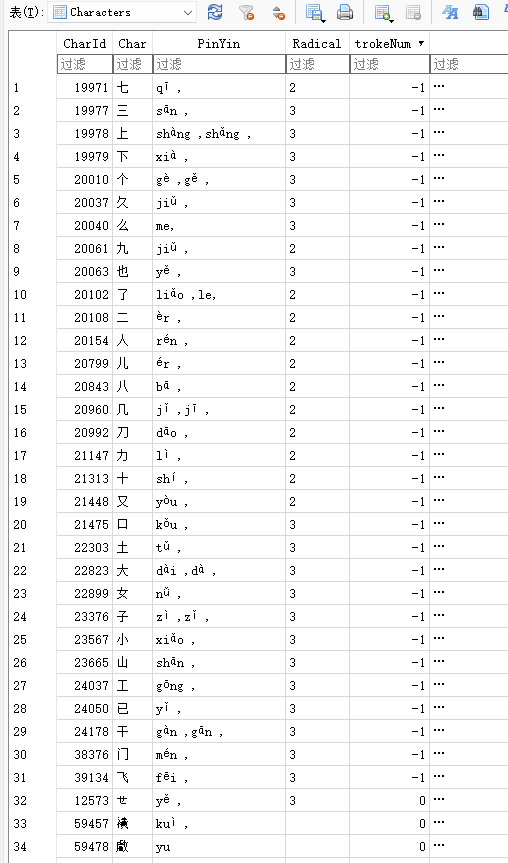 表(T): Characters
CharId Char PinYin Radical trokeNum
过滤 过滤 过滤 过滤 过滤 过滤
1 19971 七 qī , 2 -1 ···
2 19977 三 sān , 3 -1 ···
3 19978 上 shàng ,shǎng , 3 -1 ···
4 19979 下 xià , 3 -1 ···
5 20010 个 gè ,gě , 3 -1 ···
6 20037 久 jiǔ , 3 -1 ···
7 20040 么 me, 3 -1 ···
8 20061 九 jiǔ , 2 -1 ···
9 20063 也 yě , 3 -1 ···
10 20102 了 liǎo ,le, 2 -1 ···
11 20108 二 èr , 2 -1 ···
12 20154 人 rén , 2 -1 ···
13 20799 儿 ér , 2 -1 ···
14 20843 八 bā , 2 -1 ···
15 20960 几 jǐ ,jī , 2 -1 ···
16 20992 刀 dāo , 2 -1 ···
17 21147 力 lì , 2 -1 ···
18 21313 十 shí , 2 -1 ···
19 21448 又 yòu , 2 -1 ···
20 21475 口 kǒu , 3 -1 ···
21 22303 土 tǔ , 3 -1 ···
22 22823 大 dài ,dà , 3 -1 ···
23 22899 女 nǚ , 3 -1 ···
24 23376 子 zì ,zǐ , 3 -1 ···
25 23567 小 xiǎo , 3 -1 ···
26 23665 山 shān , 3 -1 ···
27 24037 工 gōng , 3 -1 ···
28 24050 已 yǐ , 3 -1 ···
29 24178 干 gàn ,gān , 3 -1 ···
30 38376 门 mén , 3 -1 ···
31 39134 飞 fēi , 3 -1 ···
32 12573 せ yě , 3 0 ···
33 59457 kuì , 0 ···
34 59478 yu 0 ···